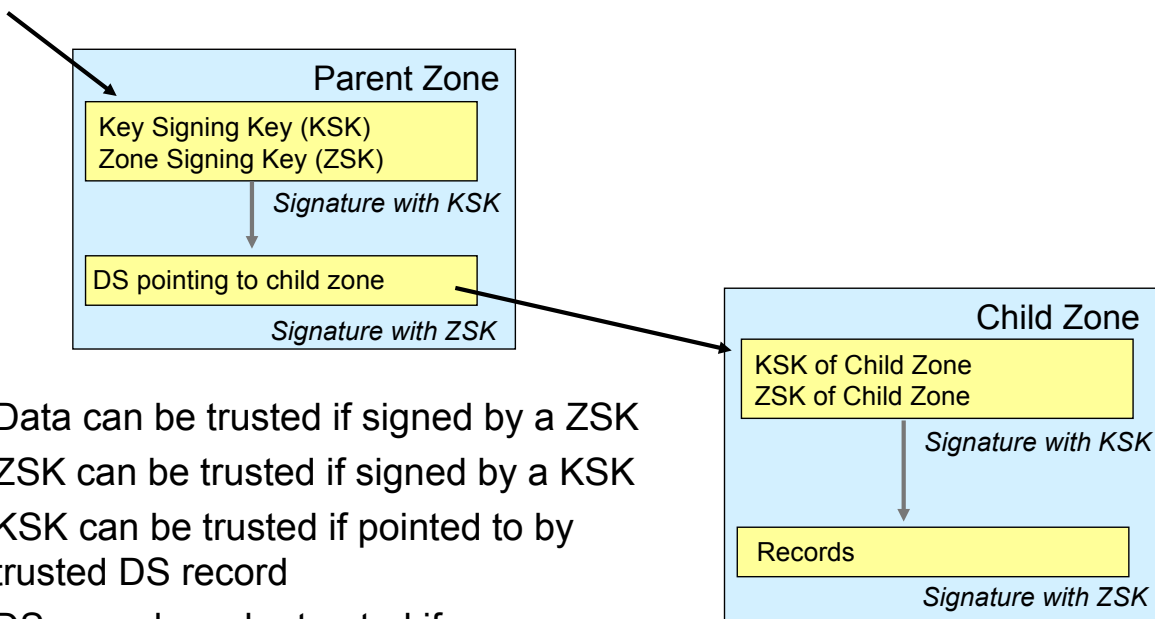 Parent Zone
Key Signing Key (KSK)
Zone Signing Key (ZSK)
Signature with KSK
DS pointing to child zone
Signature with ZSK
Child Zone
KSK of Child Zone
ZSK of Child Zone
Signature with KSK
Records
Signature with ZSK
Data can be trusted if signed by a ZSK
ZSK can be trusted if signed by a KSK
KSK can be trusted if pointed to by
trusted DS record